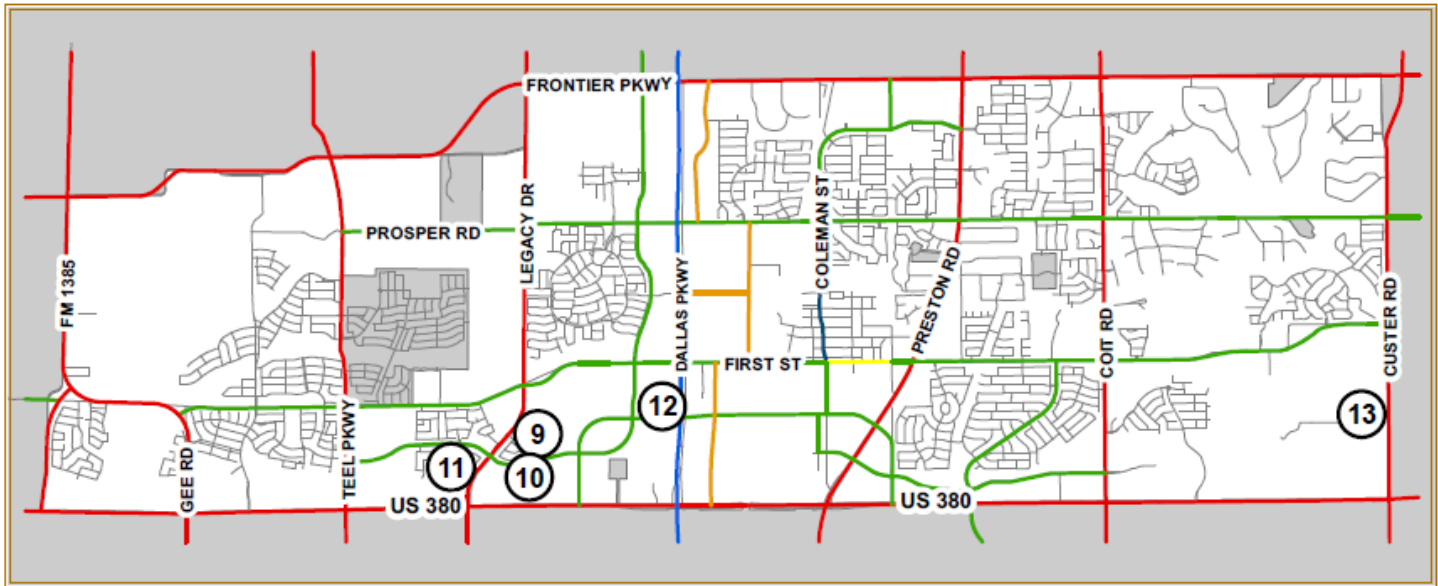 FRONTIER PKWY
LEGACY DR
COLEMAN ST
PROSPER RD
FM 1385
DALLAS PKWY
PRESTON RD
COIT RD
CUSTER RD
FIRST ST
TEEL PKWY
GEE RD
9
10
11
12
13
US 380
US 380